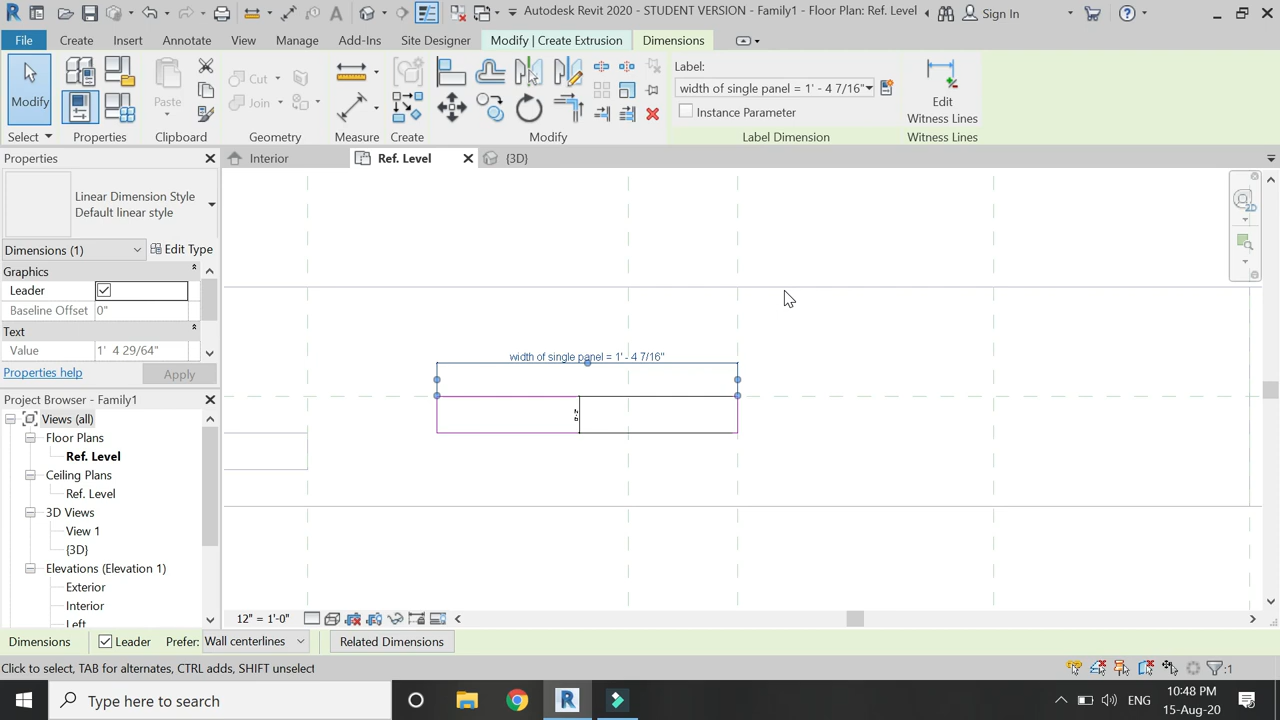 Autodesk Revit 2020 - STUDENT VERSION - Family1 - Floor Plan: Ref. Level
Sign In
File Create Insert Annotate View Manage Add-Ins Site Designer Modify | Create Extrusion Dimensions
Modify
Paste
Cut
Join
Label:
width of single panel = 1' - 4 7/16"
Instance Parameter
Edit
Witness Lines
Select Properties Clipboard Geometry Measure Create Modify Label Dimension Witness Lines
Properties
Interior Ref. Level {3D}
Linear Dimension Style
Default linear style
Dimensions (1) Edit Type
Graphics
Leader
Baseline Offset 0"
Text
Value 1' 4 29/64"
Properties help Apply
width of single panel = 1' - 4 7/16"
2D
Project Browser - Family1
Views (all)
Floor Plans
Ref. Level
Ceiling Plans
Ref. Level
3D Views
View 1
{3D}
Elevations (Elevation 1)
Exterior
Interior
Left
12" = 1'-0"
Dimensions Leader Prefer: Wall centerlines Related Dimensions
Click to select, TAB for alternates, CTRL adds, SHIFT unselect
:1
Type here to search
ENG
10:48 PM
15-Aug-20